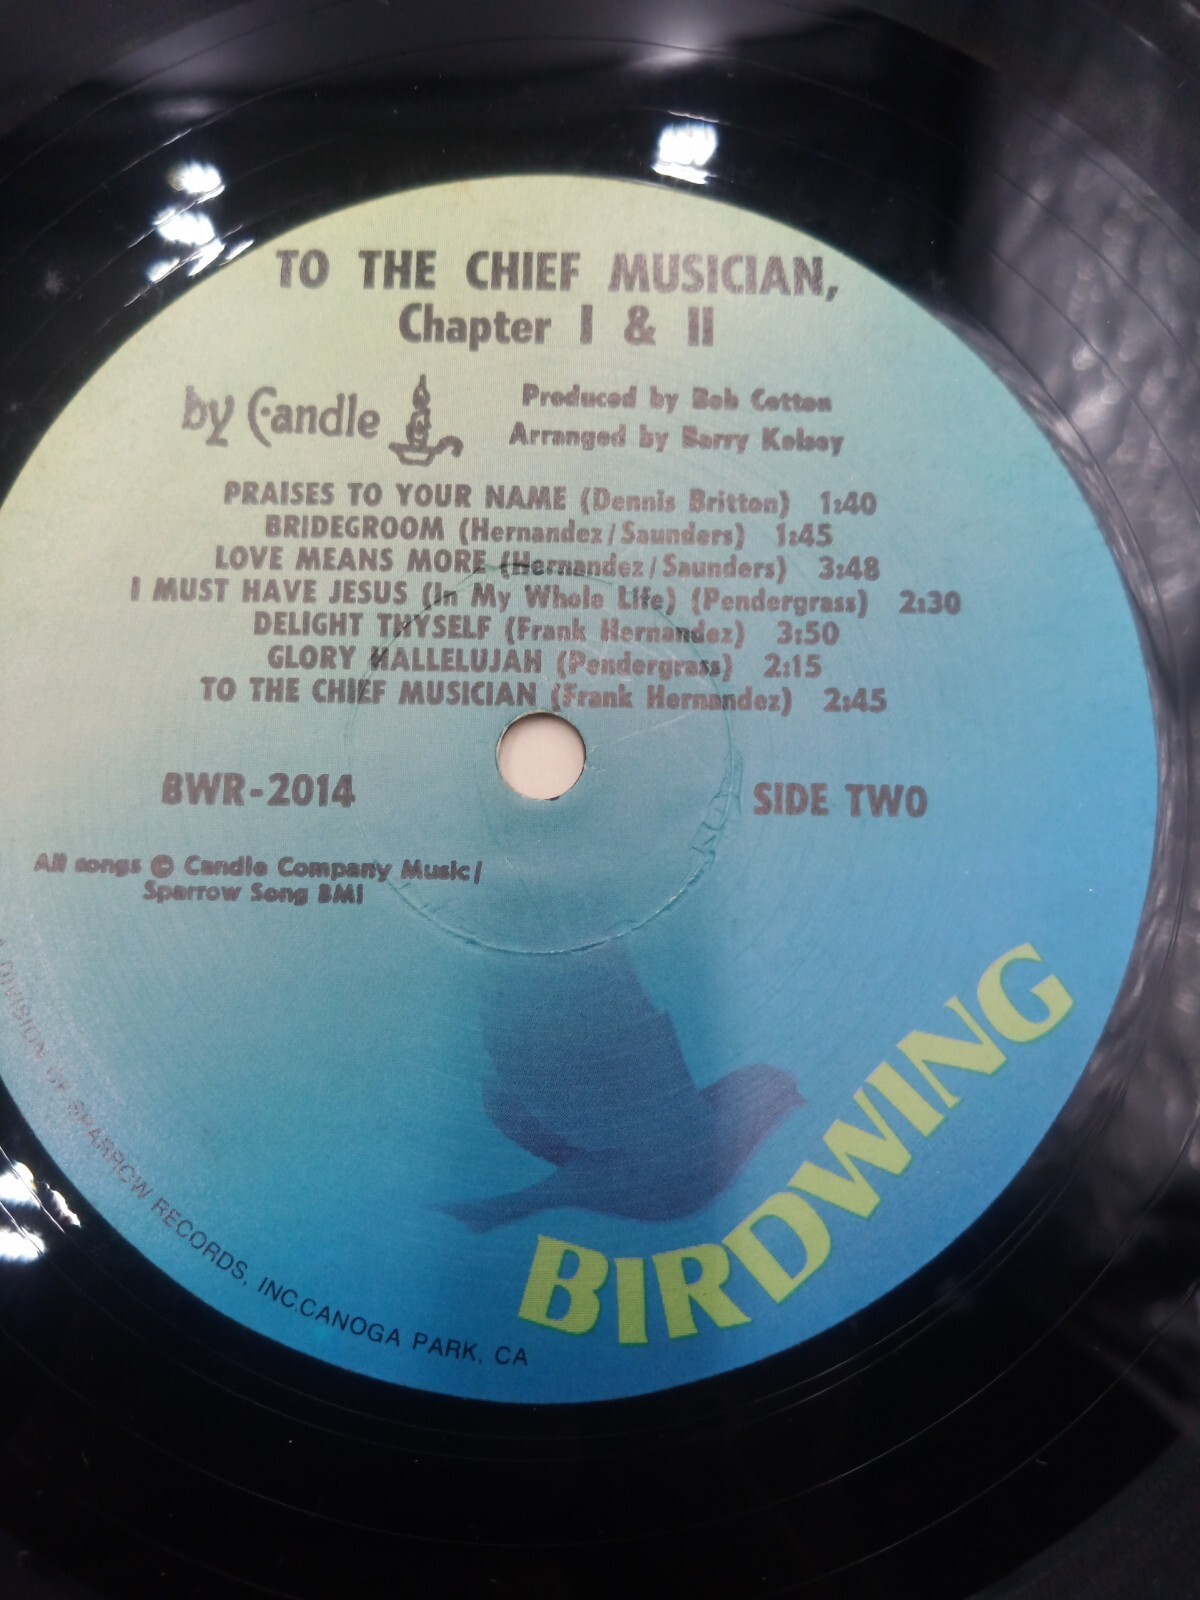 TO THE CHIEF MUSICIAN,
Chapter I & II
by Candle
Produced by Bob Cotton
Arranged by Barry Kelsey
PRAISES TO YOUR NAME (Dennis Britton) 1:40
BRIDEGROOM (Hernandez/Saunders) 1:45
LOVE MEANS MORE (Hernandez/Saunders) 3:48
I MUST HAVE JESUS (In My Whole Life) (Pendergrass) 2:30
DELIGHT THYSELF (Frank Hernandez) 3:50
GLORY HALLELUJAH (Pendergrass) 2:15
TO THE CHIEF MUSICIAN (Frank Hernandez) 2:45
BWR-2014
SIDE TWO
All songs © Candle Company Music/
Sparrow Song BMI
BIRDWING
DIVISION OF SPARROW RECORDS, INC. CANOGA PARK, CA